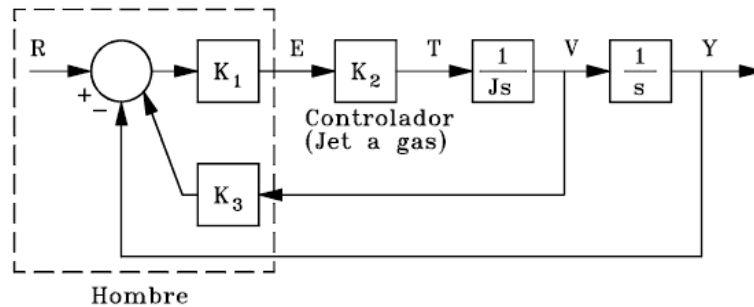 R
+
-
K₁
E
K₂
T
1
Js
V
1
s
Y
Controlador
(Jet a gas)
K₃
Hombre